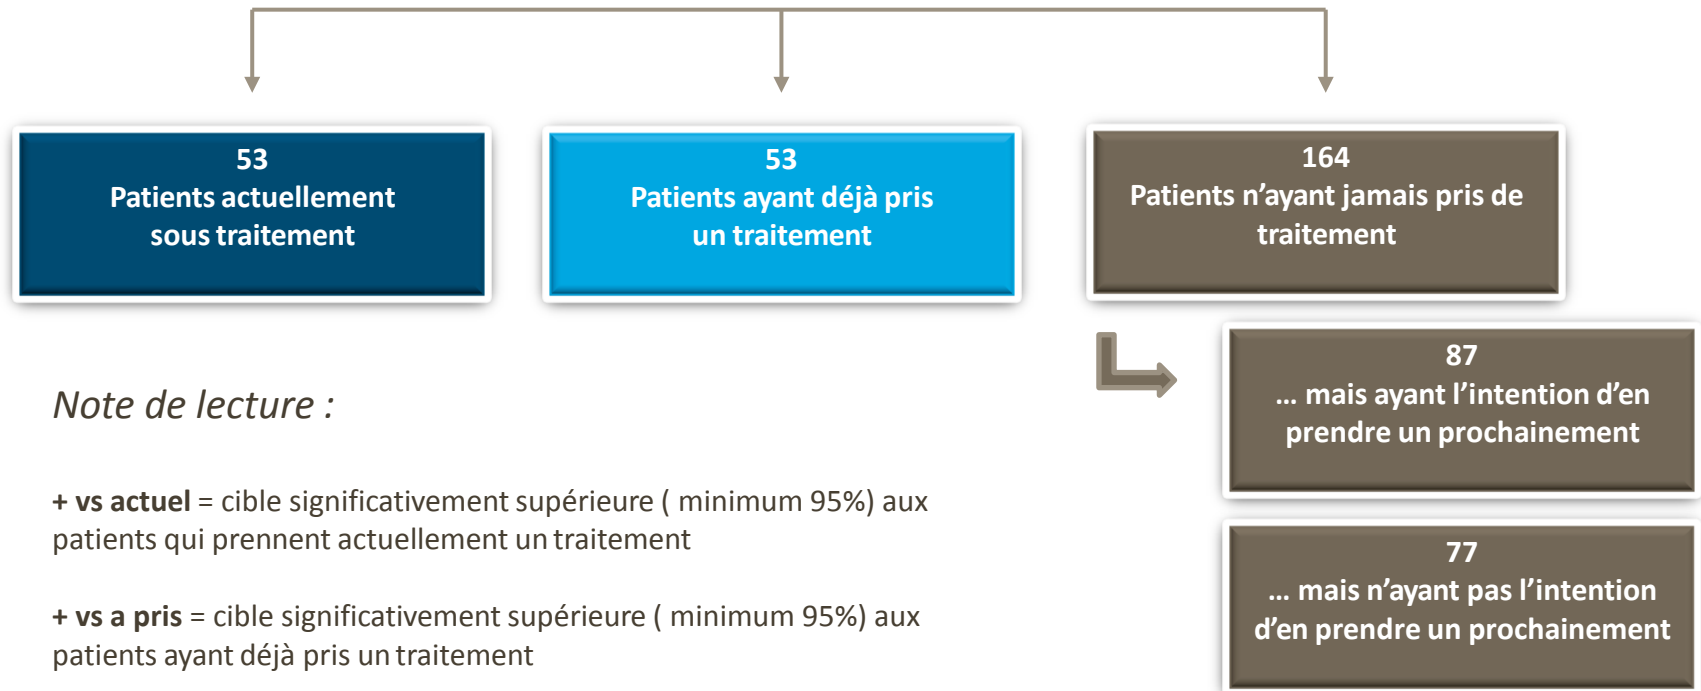 53
Patients actuellement
sous traitement
53
Patients ayant déjà pris
un traitement
164
Patients n’ayant jamais pris de
traitement
87
… mais ayant l’intention d’en
prendre un prochainement
77
… mais n’ayant pas l’intention
d’en prendre un prochainement
Note de lecture :
+ vs actuel = cible significativement supérieure ( minimum 95%) aux
patients qui prennent actuellement un traitement
+ vs a pris = cible significativement supérieure ( minimum 95%) aux
patients ayant déjà pris un traitement